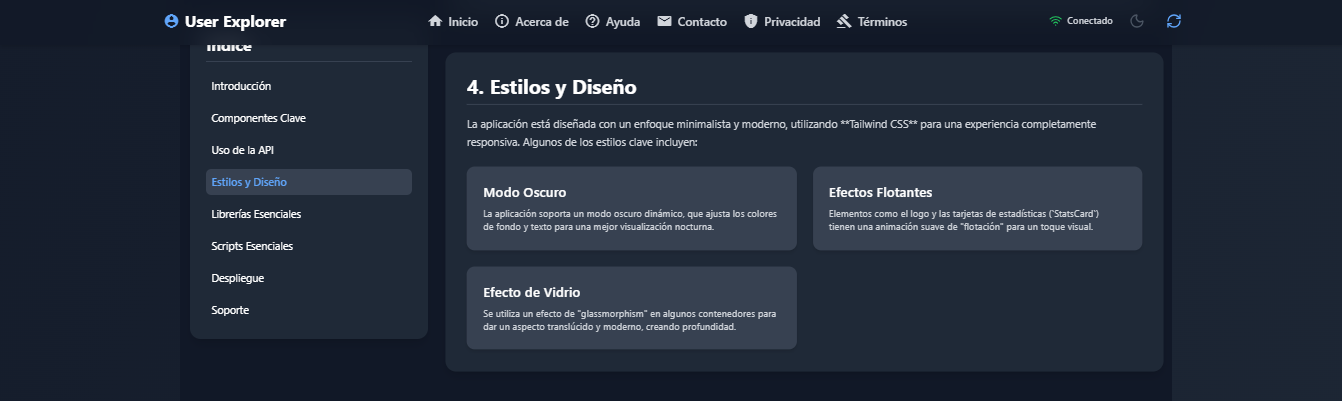 User Explorer
Inicio
Acerca de
Ayuda
Contacto
Privacidad
Términos
Conectado
Índice
Introducción
Componentes Clave
Uso de la API
Estilos y Diseño
Librerías Esenciales
Scripts Esenciales
Despliegue
Soporte
4. Estilos y Diseño
La aplicación está diseñada con un enfoque minimalista y moderno, utilizando **Tailwind CSS** para una experiencia completamente
responsiva. Algunos de los estilos clave incluyen:
Modo Oscuro
La aplicación soporta un modo oscuro dinámico, que ajusta los colores
de fondo y texto para una mejor visualización nocturna.
Efectos Flotantes
Elementos como el logo y las tarjetas de estadísticas (`StatsCard`)
tienen una animación suave de "flotación" para un toque visual.
Efecto de Vidrio
Se utiliza un efecto de "glassmorphism" en algunos contenedores para
dar un aspecto translúcido y moderno, creando profundidad.